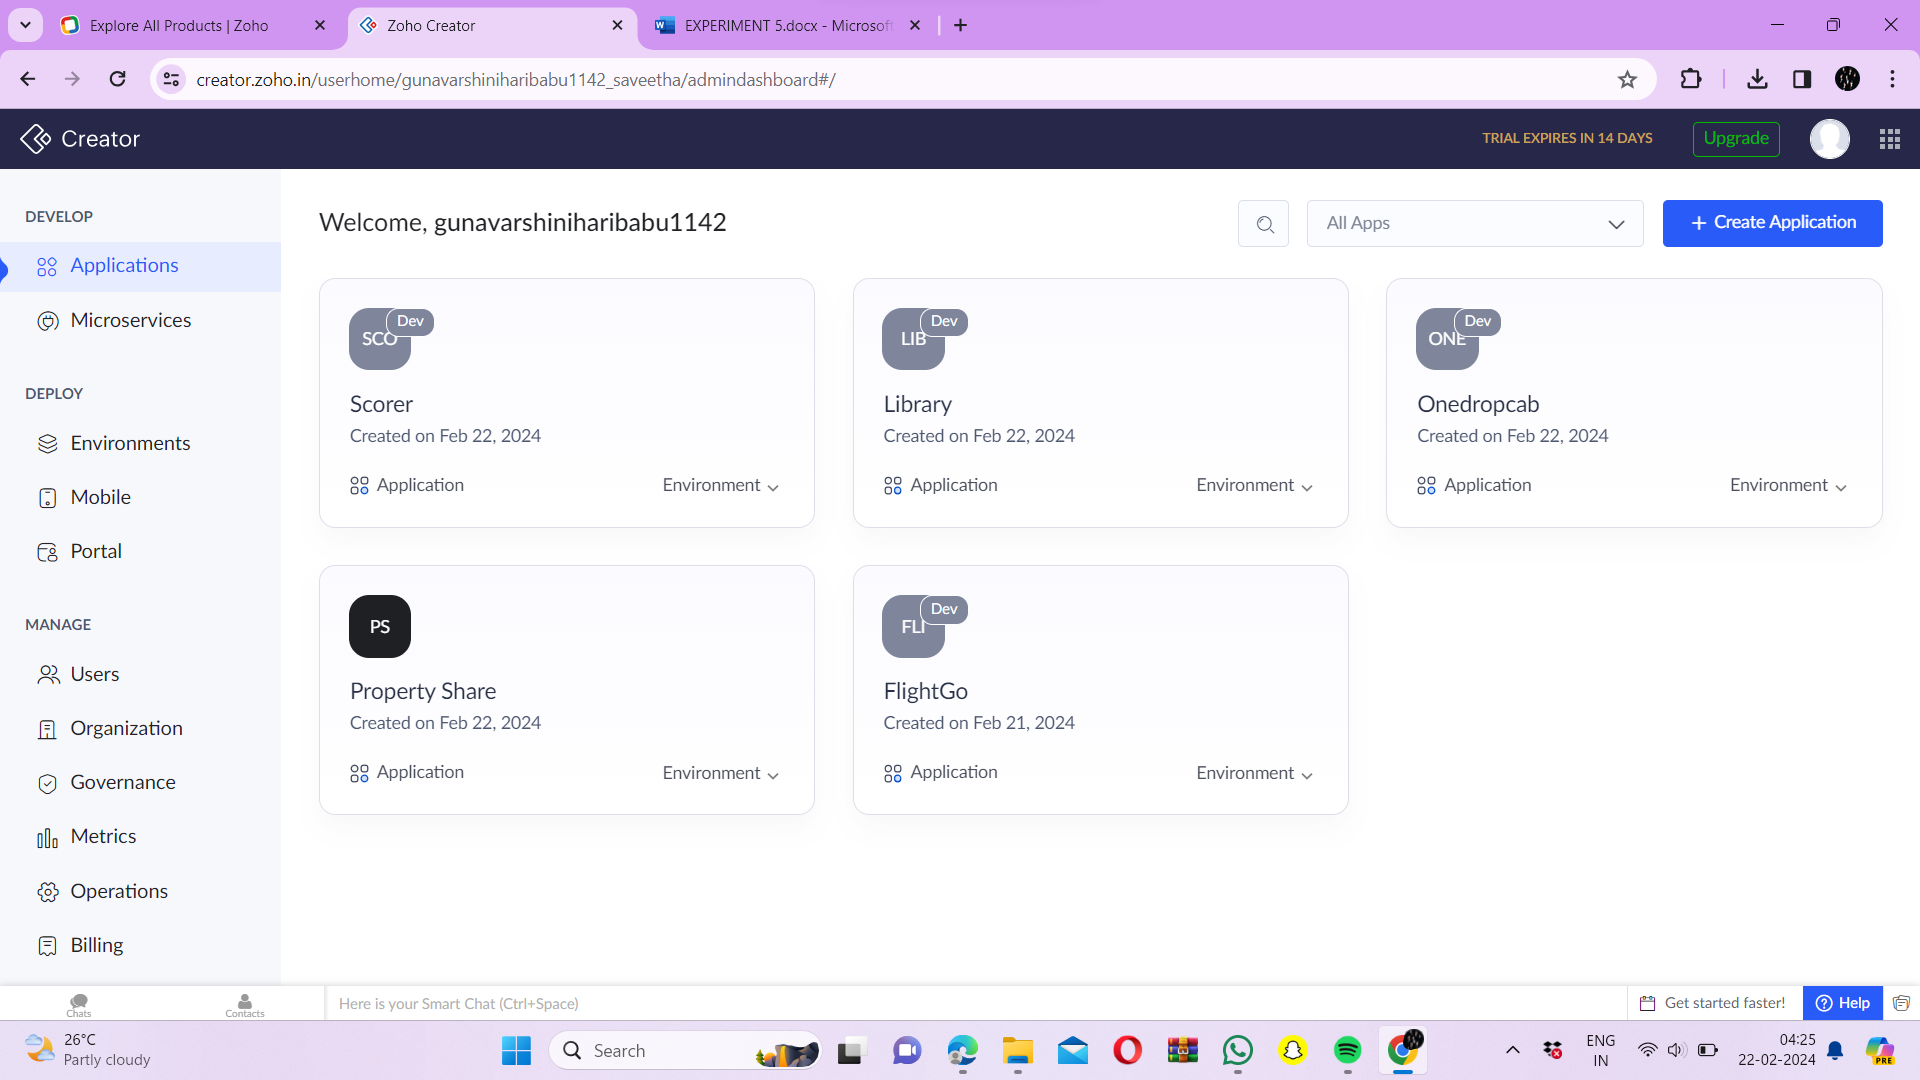 Explore All Products | Zoho
Zoho Creator
EXPERIMENT 5.docx - Microsof
creator.zoho.in/userhome/gunavarshiniharibabu1142_saveetha/admindashboard#/
Creator
TRIAL EXPIRES IN 14 DAYS
Upgrade
DEVELOP
Applications
Microservices
DEPLOY
Environments
Mobile
Portal
MANAGE
Users
Organization
Governance
Metrics
Operations
Billing
Welcome, gunavarshiniharibabu1142
All Apps
+ Create Application
SCO Dev
Scorer
Created on Feb 22, 2024
Application Environment
LIB Dev
Library
Created on Feb 22, 2024
Application Environment
ONE Dev
Onedropcab
Created on Feb 22, 2024
Application Environment
PS
Property Share
Created on Feb 22, 2024
Application Environment
FLI Dev
FlightGo
Created on Feb 21, 2024
Application Environment
Chats
Contacts
Here is your Smart Chat (Ctrl+Space)
Get started faster!
Help
26°C
Partly cloudy
Search
PRE
ENG
IN
04:25
22-02-2024